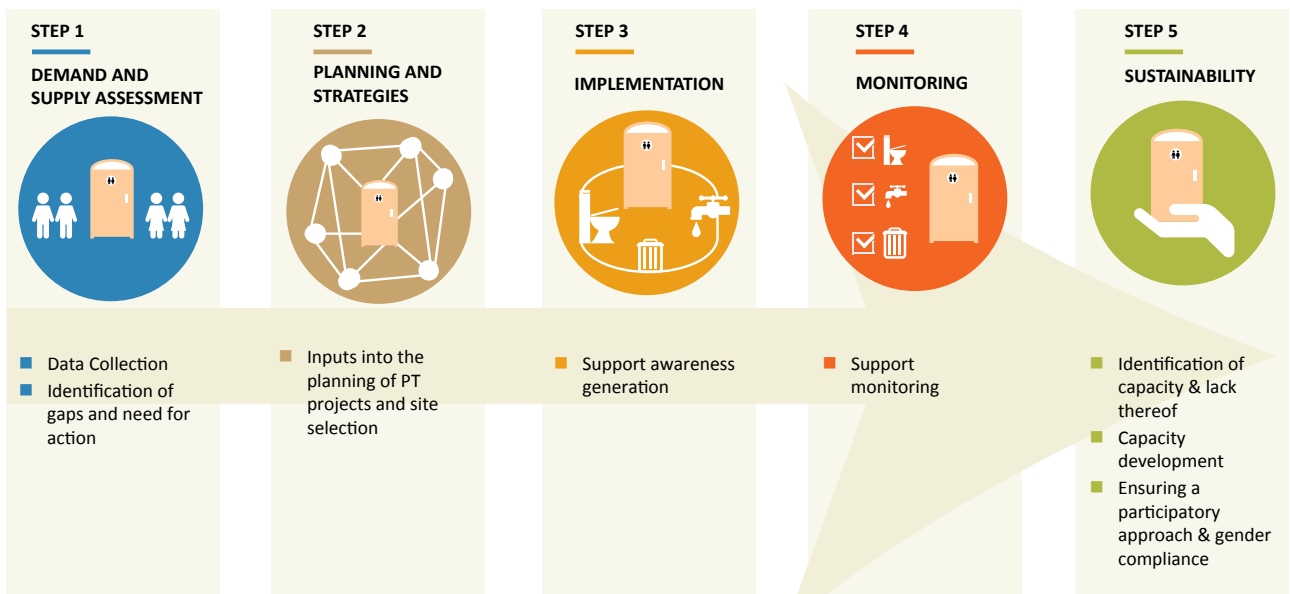 STEP 1
DEMAND AND
SUPPLY ASSESSMENT
Data Collection
Identification of
gaps and need for
action
STEP 2
PLANNING AND
STRATEGIES
Inputs into the
planning of PT
projects and site
selection
STEP 3
IMPLEMENTATION
Support awareness
generation
STEP 4
MONITORING
Support
monitoring
STEP 5
SUSTAINABILITY
Identification of
capacity & lack
thereof
Capacity
development
Ensuring a
participatory
approach & gender
compliance